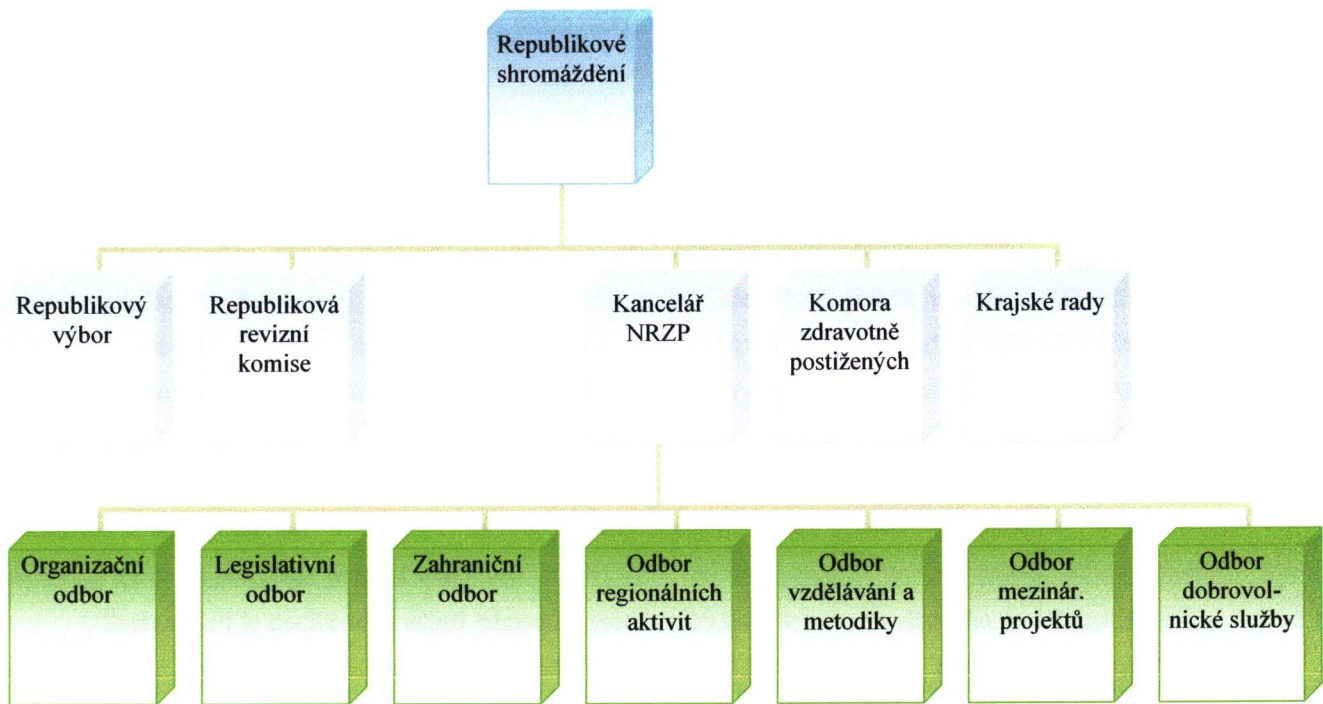 Republikové
shromáždění
Republikový
výbor
Republiková
revizní
komise
Kancelář
NRZP
Komora
zdravotně
postižených
Krajské rady
Organizační
odbor
Legislativní
odbor
Zahraniční
odbor
Odbor
regionálních
aktivit
Odbor
vzdělávání a
metodiky
Odbor
mezinár.
projektů
Odbor
dobrovol-
nické služby